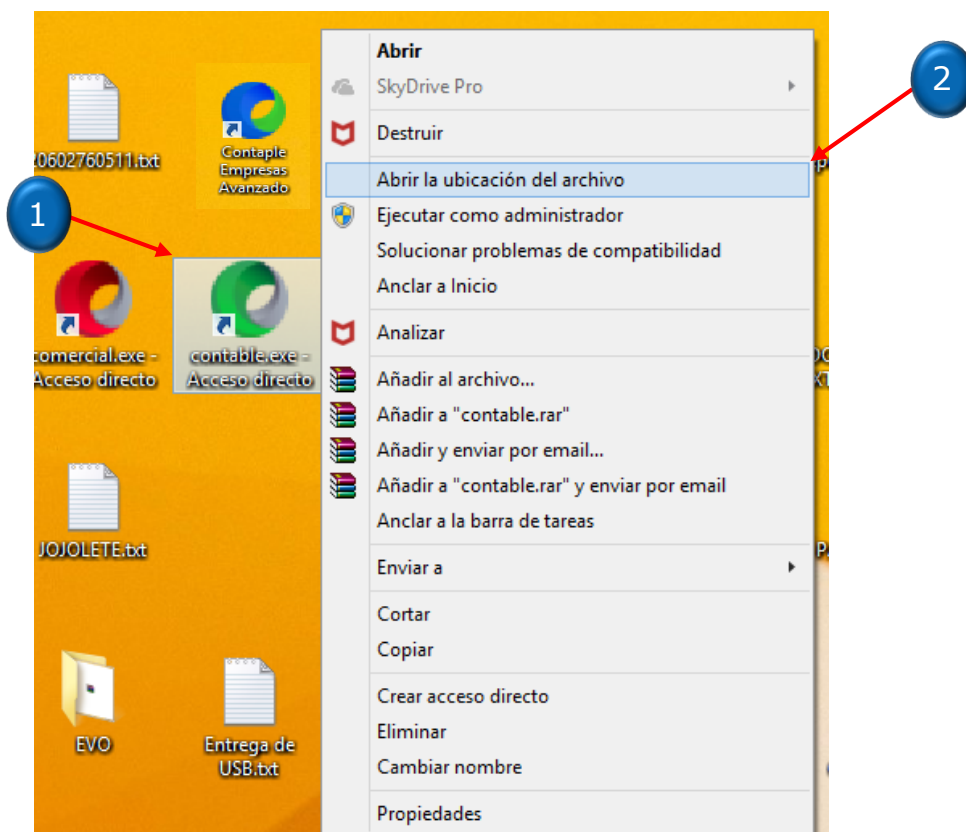 Abrir
SkyDrive Pro
Destruir
Abrir la ubicación del archivo
Ejecutar como administrador
Solucionar problemas de compatibilidad
Anclar a Inicio
Analizar
Añadir al archivo...
Añadir a "contable.rar"
Añadir y enviar por email...
Añadir a "contable.rar" y enviar por email
Anclar a la barra de tareas
Enviar a
Cortar
Copiar
Crear acceso directo
Eliminar
Cambiar nombre
Propiedades
2
20602760511.txt
Contaple
Empresas
Avanzado
1
comercial.exe -
Acceso directo
contable.exe -
Acceso directo
JOJOLETE.txt
EVO
Entrega de
USB.txt